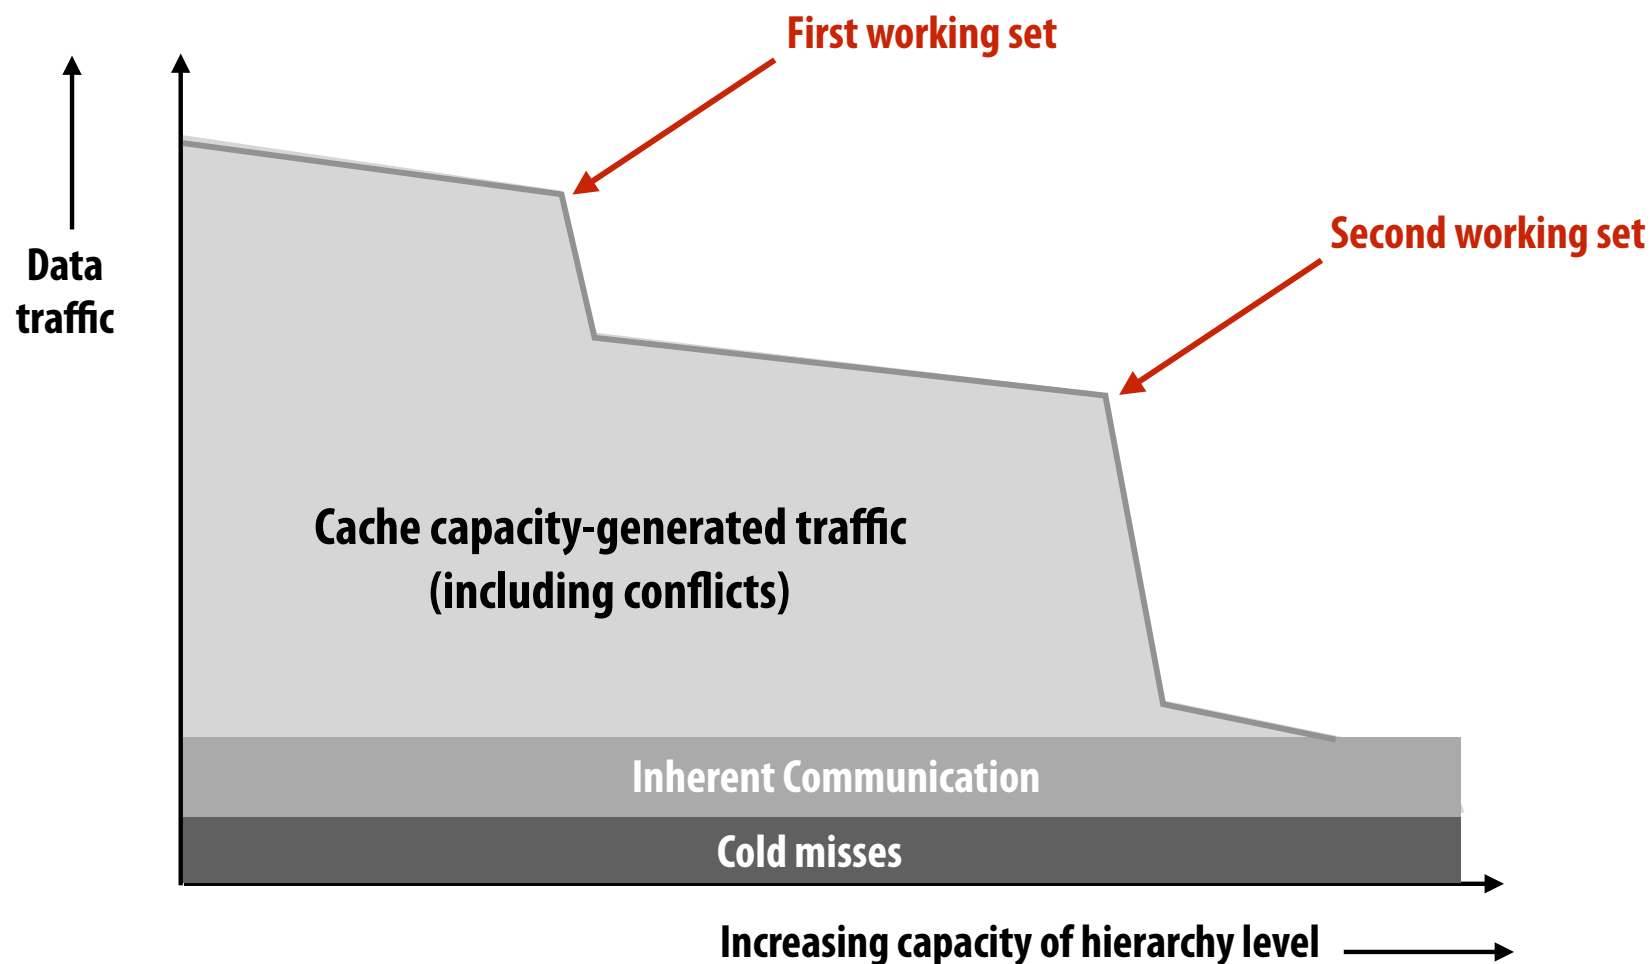 First working set
Second working set
Data
traffic
Cache capacity-generated traffic
(including conflicts)
Inherent Communication
Cold misses
Increasing capacity of hierarchy level